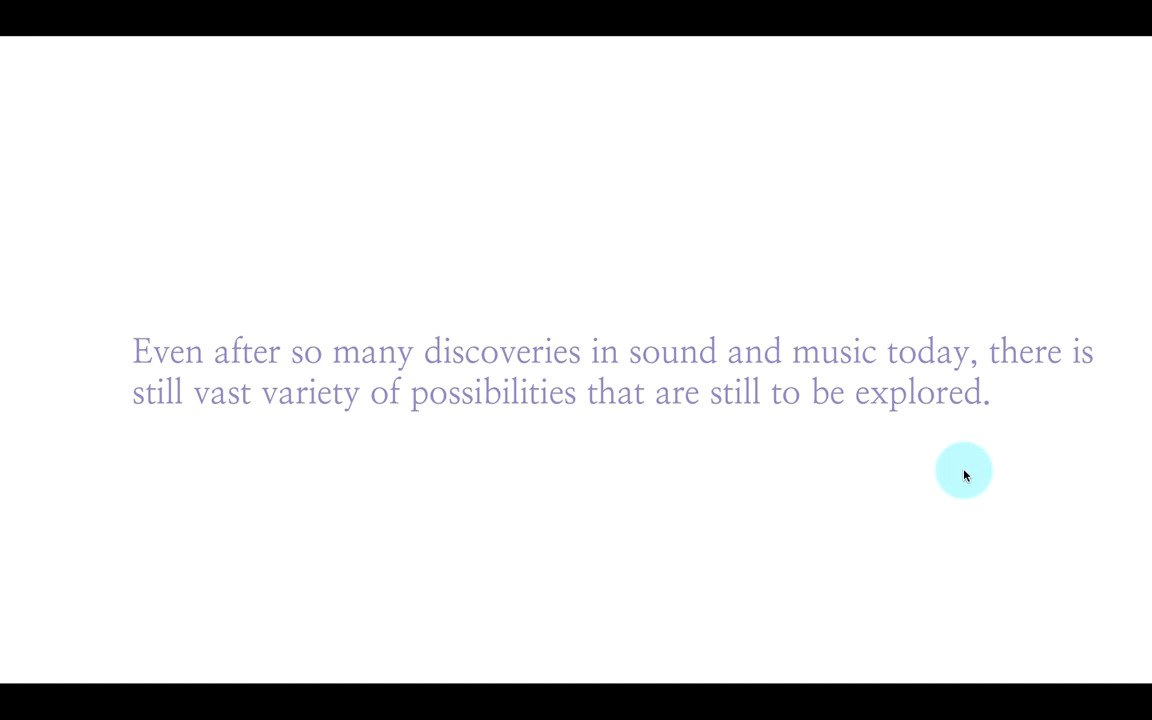 Even after so many discoveries in sound and music today, there is
still vast variety of possibilities that are still to be explored.